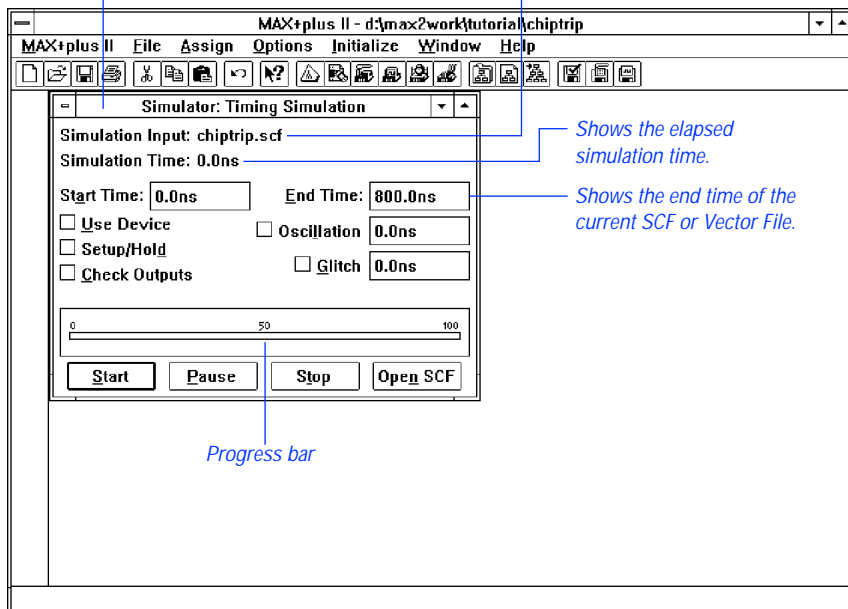 MAX+plus II - d:\max2work\tutorial\chiptrip
MAX+plus II File Assign Options Initialize Window Help
Simulator: Timing Simulation
Simulation Input: chiptrip.scf
Simulation Time: 0.0ns
Shows the elapsed
simulation time.
Start Time: 0.0ns End Time: 800.0ns
Shows the end time of the
current SCF or Vector File.
Use Device
Oscillation 0.0ns
Setup/Hold
Glitch 0.0ns
Check Outputs
0 50 100
Start Pause Stop Open SCF
Progress bar